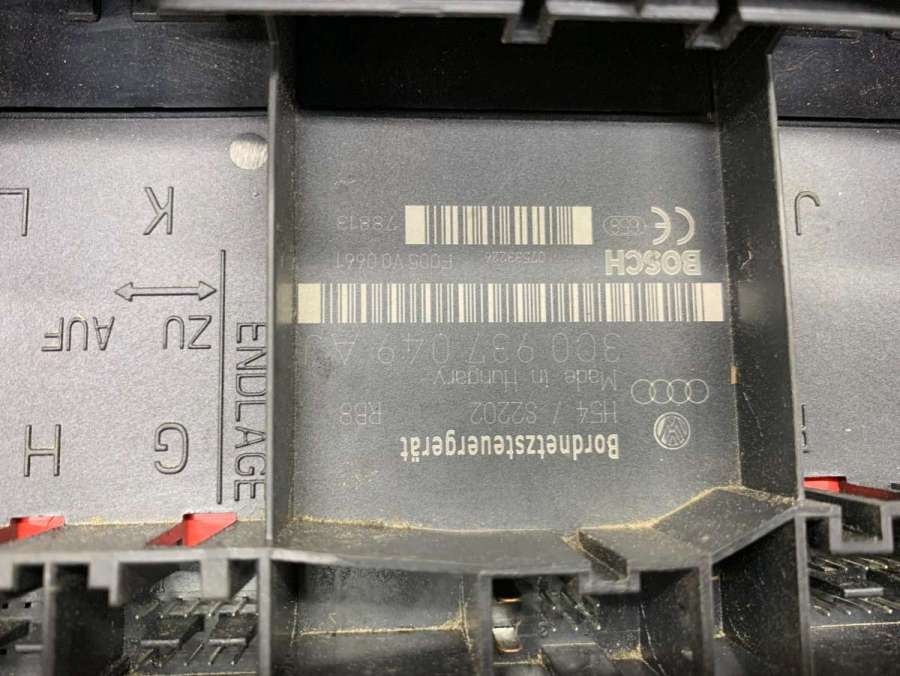 Bordnetzsteuergerät
H54 / S2202 RB8
Made in Hungary
3C0 937 049 AJ
BOSCH F005 V0 0661
CE 78813
ENDLAGE
G H
ZU AUF
K L
J